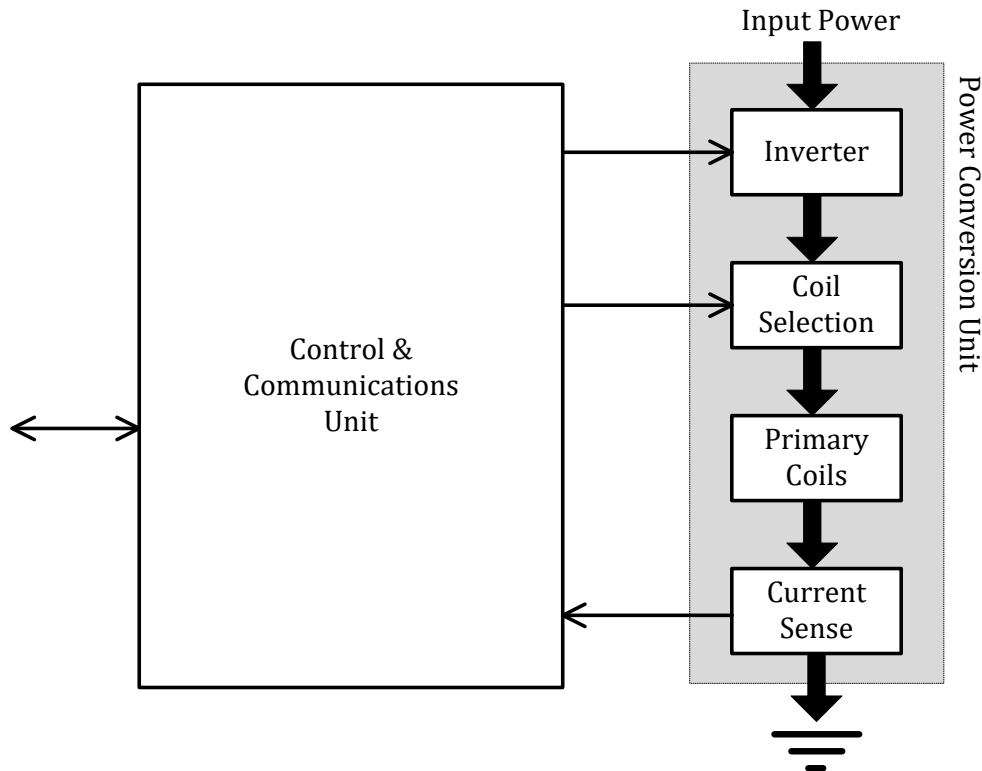 Input Power
Inverter
Coil
Selection
Control &
Communications
Unit
Primary
Coils
Current
Sense
Power Conversion Unit